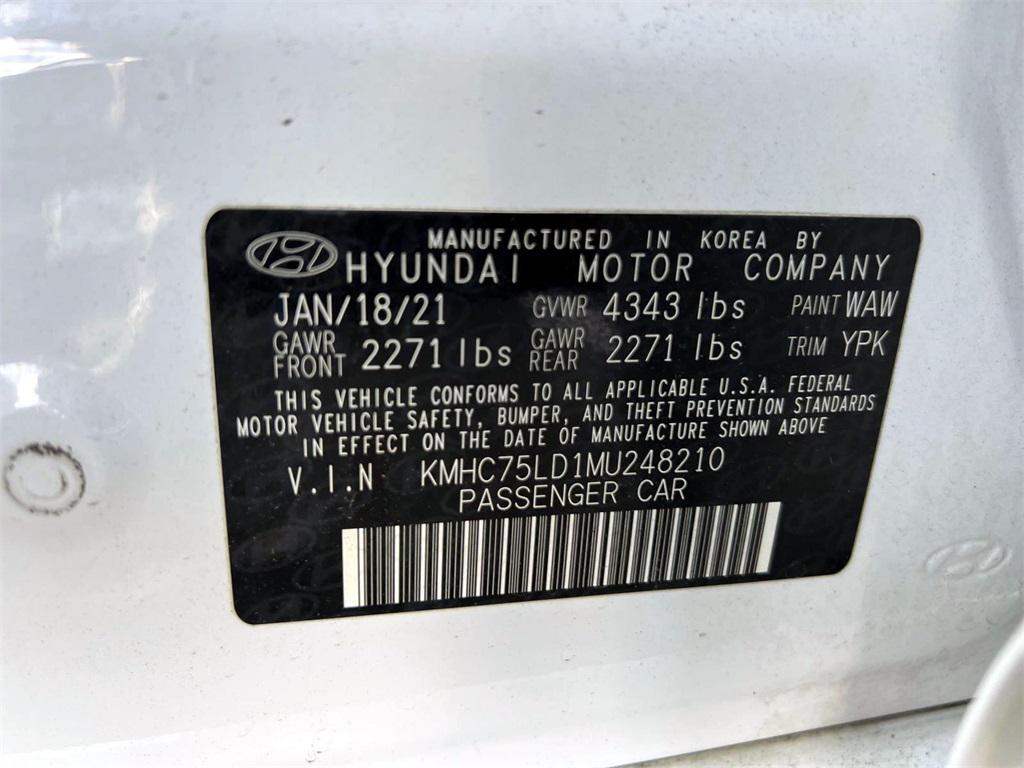 MANUFACTURED IN KOREA BY
HYUNDAI MOTOR COMPANY
JAN/18/21 GVWR 4343 lbs PAINT WAW
GAWR FRONT 2271 lbs GAWR REAR 2271 lbs TRIM YPK
THIS VEHICLE CONFORMS TO ALL APPLICABLE U.S.A. FEDERAL
MOTOR VEHICLE SAFETY, BUMPER, AND THEFT PREVENTION STANDARDS
IN EFFECT ON THE DATE OF MANUFACTURE SHOWN ABOVE
V.I.N KMHC75LD1MU248210
PASSENGER CAR